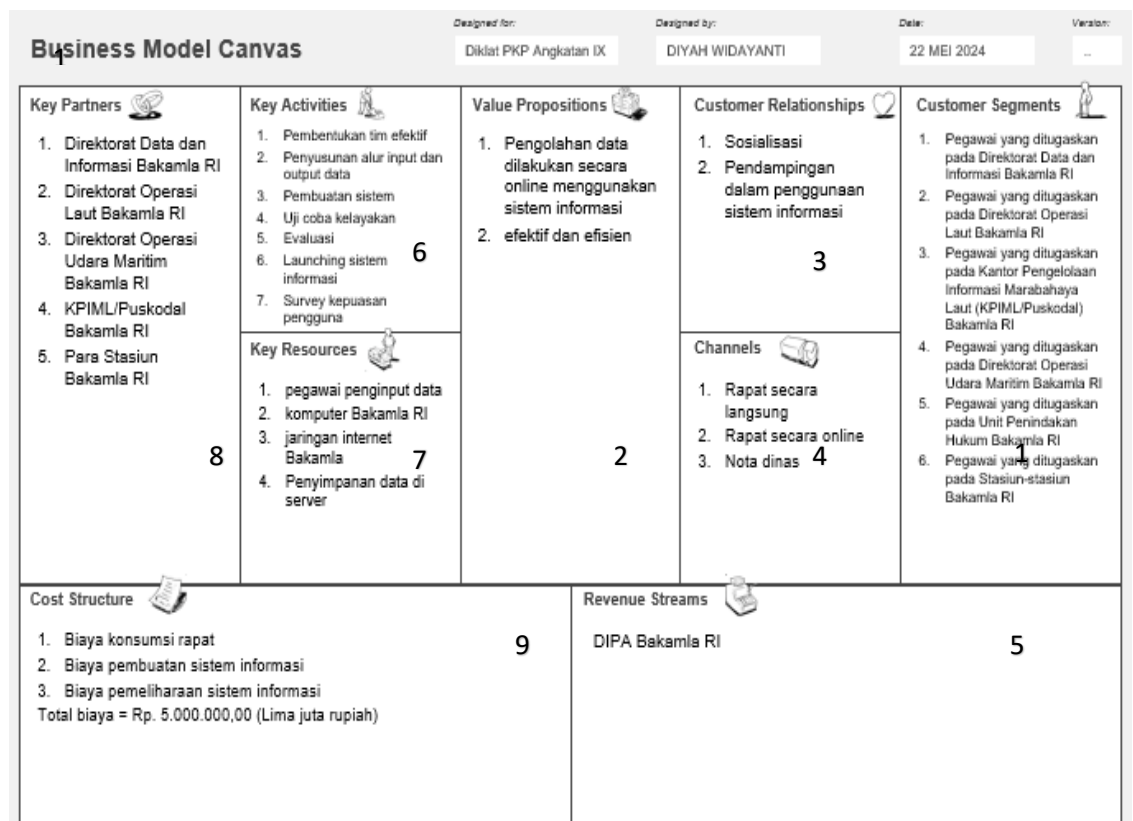 Designed for:
Designed by:
Date:
Version:
Business Model Canvas
1
Diklat PKP Angkatan IX
DIYAH WIDAYANTI
22 MEI 2024
..
Key Partners
1. Direktorat Data dan
Informasi Bakamla RI
2. Direktorat Operasi
Laut Bakamla RI
3. Direktorat Operasi
Udara Maritim
Bakamla RI
4. KPIML/Puskodal
Bakamla RI
5. Para Stasiun
Bakamla RI
8
Key Activities
1. Pembentukan tim efektif
2. Penyusunan alur input dan
output data
3. Pembuatan sistem
4. Uji coba kelayakan
5. Evaluasi
6. Launching sistem
informasi
7. Survey kepuasan
pengguna
6
Key Resources
1. pegawai penginput data
2. komputer Bakamla RI
3. jaringan internet
Bakamla
4. Penyimpanan data di
server
7
Value Propositions
1. Pengolahan data
dilakukan secara
online menggunakan
sistem informasi
2. efektif dan efisien
2
Customer Relationships
1. Sosialisasi
2. Pendampingan
dalam penggunaan
sistem informasi
3
Channels
1. Rapat secara
langsung
2. Rapat secara online
3. Nota dinas
4
Customer Segments
1. Pegawai yang ditugaskan
pada Direktorat Data dan
Informasi Bakamla RI
2. Pegawai yang ditugaskan
pada Direktorat Operasi
Laut Bakamla RI
3. Pegawai yang ditugaskan
pada Kantor Pengelolaan
Informasi Marabahaya
Laut (KPIML/Puskodal)
Bakamla RI
4. Pegawai yang ditugaskan
pada Direktorat Operasi
Udara Maritim Bakamla RI
5. Pegawai yang ditugaskan
pada Unit Penindakan
Hukum Bakamla RI
6. Pegawai yang ditugaskan
pada Stasiun-stasiun
Bakamla RI
1
Cost Structure
1. Biaya konsumsi rapat
2. Biaya pembuatan sistem informasi
3. Biaya pemeliharaan sistem informasi
Total biaya = Rp. 5.000.000,00 (Lima juta rupiah)
9
Revenue Streams
DIPA Bakamla RI
5